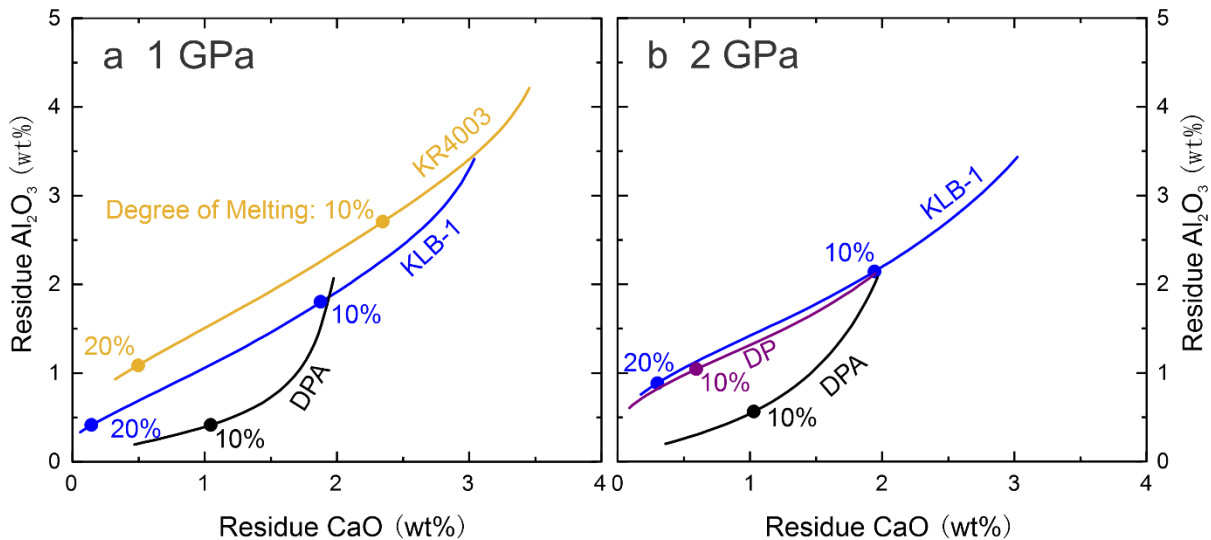 a 1 GPa
5
4
3
2
1
0
Residue Al₂O₃ (wt%)
KR4003
Degree of Melting: 10%
KLB-1
10%
20%
20%
DPA
10%
0 1 2 3 4
Residue CaO (wt%)
b 2 GPa
KLB-1
10%
20%
DP
10%
DPA
10%
5
4
3
2
1
0
Residue Al₂O₃ (wt%)
0 1 2 3 4
Residue CaO (wt%)